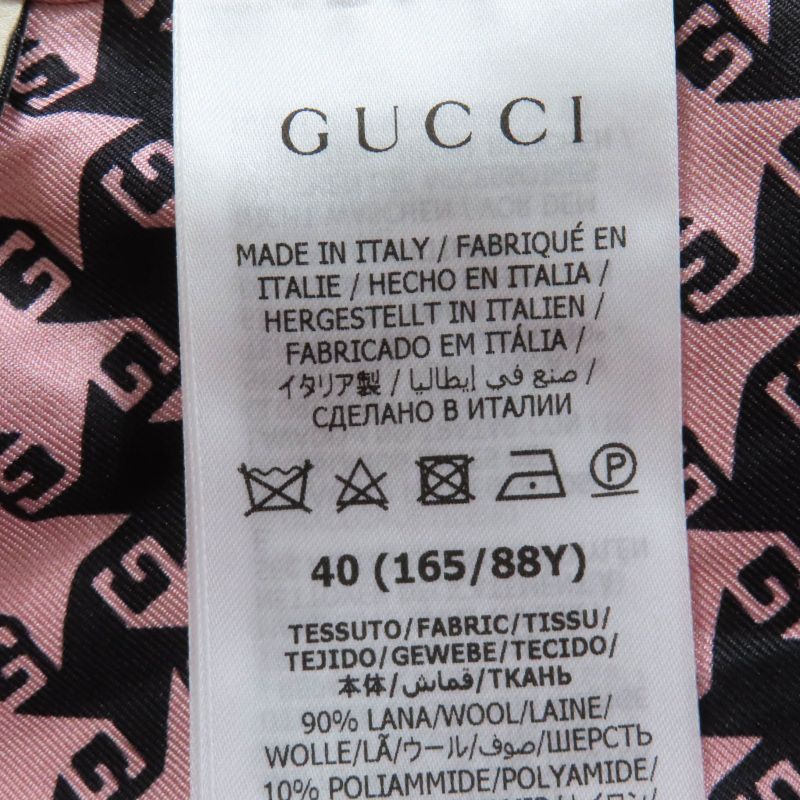 GUCCI
MADE IN ITALY / FABRIQUÉ EN
ITALIE / HECHO EN ITALIA /
HERGESTELLT IN ITALIEN /
FABRICADO EM ITÁLIA /
イタリア製 / صنع في إيطاليا /
СДЕЛАНО В ИТАЛИИ
P
40 (165/88Y)
TESSUTO/FABRIC/TISSU/
TEJIDO/GEWEBE/TECIDO/
本体/قماش/ТКАНЬ
90% LANA/WOOL/LAINE/
WOLLE/LÃ/ウール/صوف/ШЕРСТЬ
10% POLIAMMIDE/POLYAMIDE/